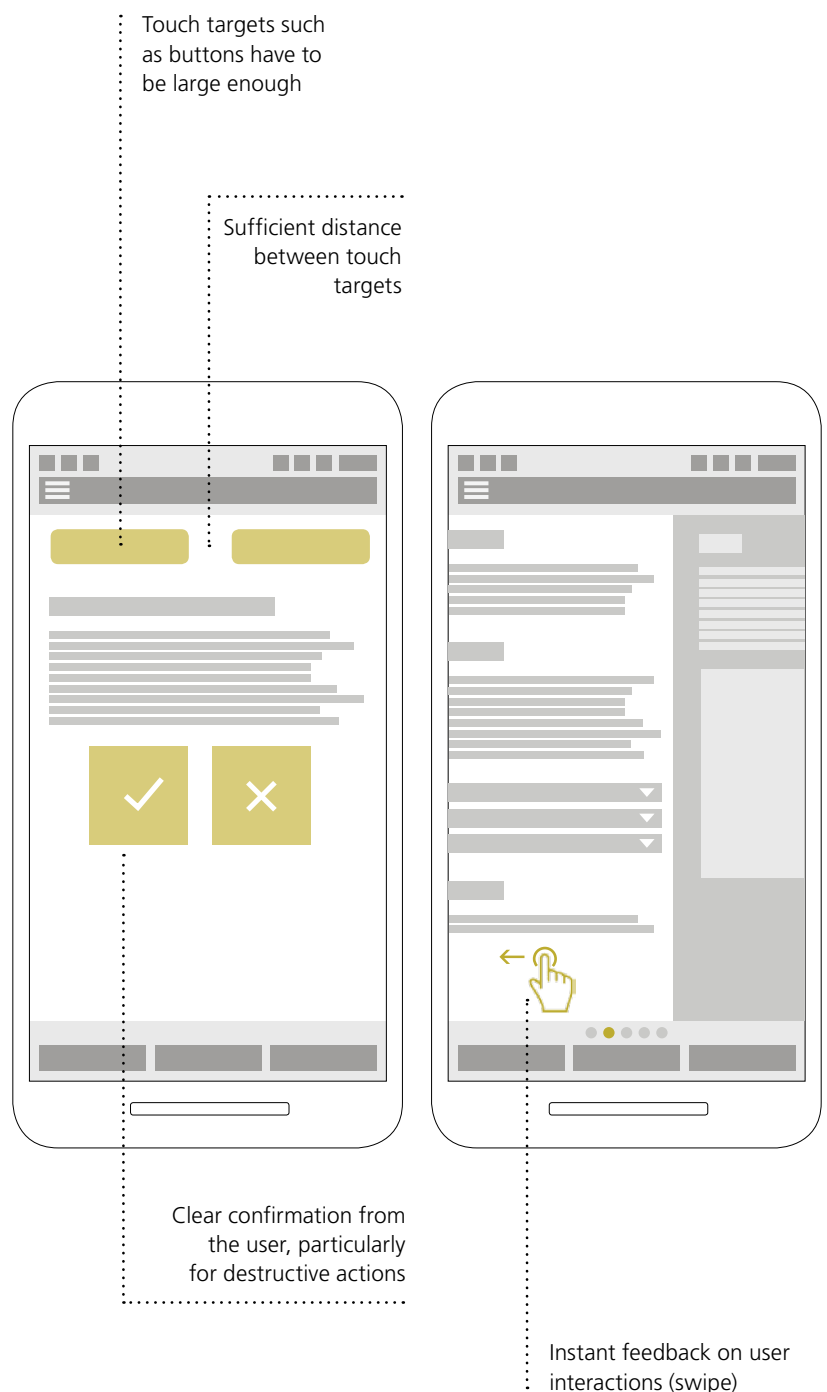 Touch targets such
as buttons have to
be large enough
Sufficient distance
between touch
targets
Clear confirmation from
the user, particularly
for destructive actions
Instant feedback on user
interactions (swipe)